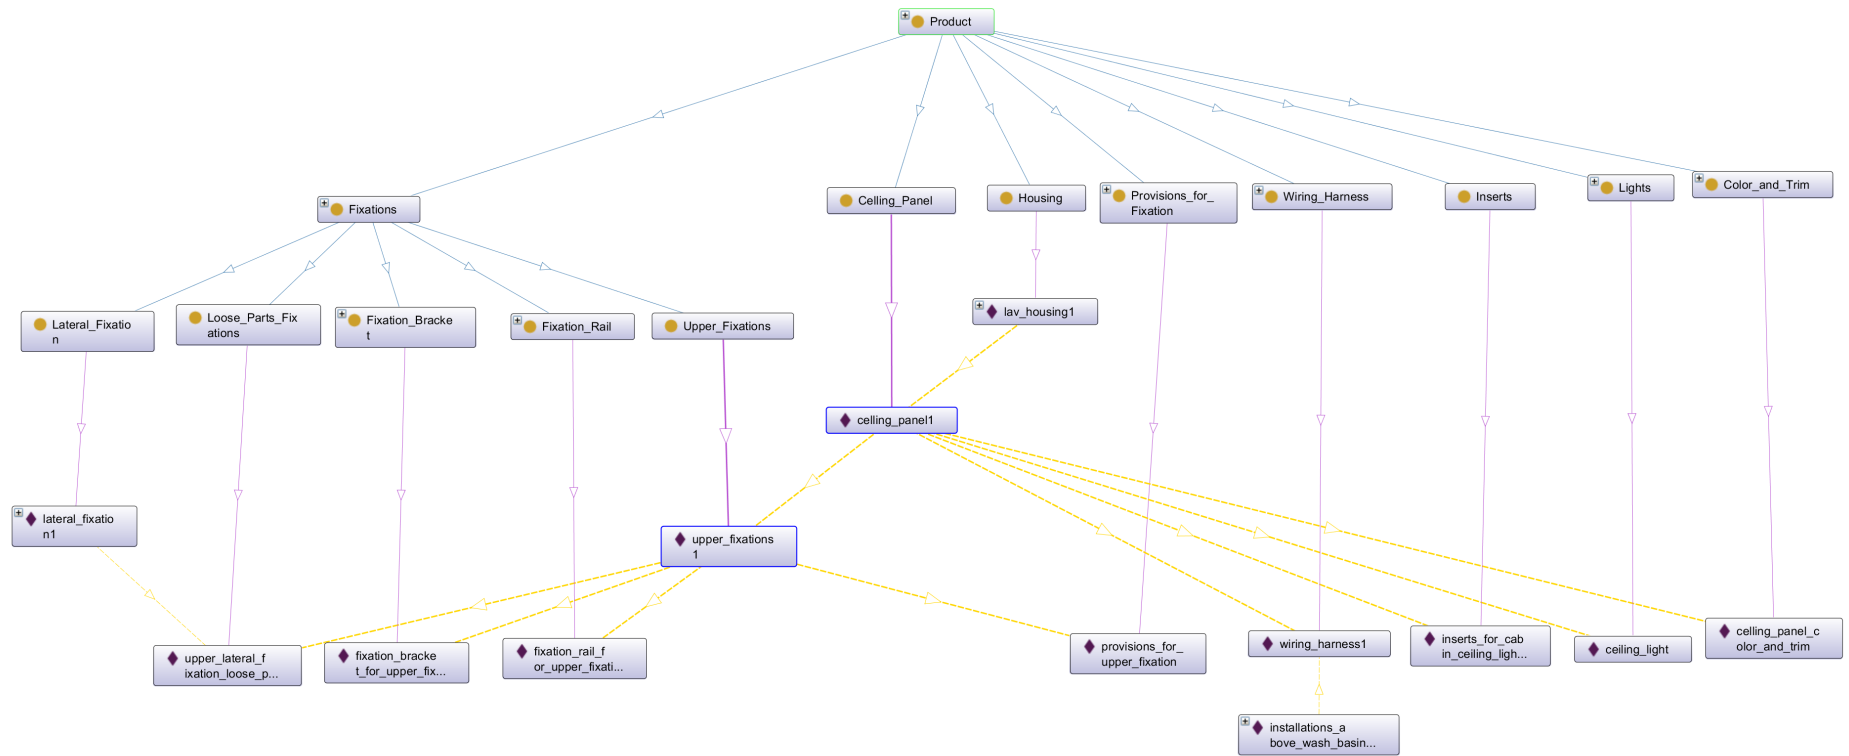 Product
Fixations
Celling_Panel
Housing
Provisions_for_
Fixation
Wiring_Harness
Inserts
Lights
Color_and_Trim
Lateral_Fixatio
n
Loose_Parts_Fix
ations
Fixation_Bracke
t
Fixation_Rail
Upper_Fixations
lav_housing1
celling_panel1
lateral_fixatio
n1
upper_fixations
1
upper_lateral_f
ixation_loose_p...
fixation_bracke
t_for_upper_fix...
fixation_rail_f
or_upper_fixati...
provisions_for_
upper_fixation
wiring_harness1
inserts_for_cab
in_ceiling_ligh...
ceiling_light
celling_panel_c
olor_and_trim
installations_a
bove_wash_basin...